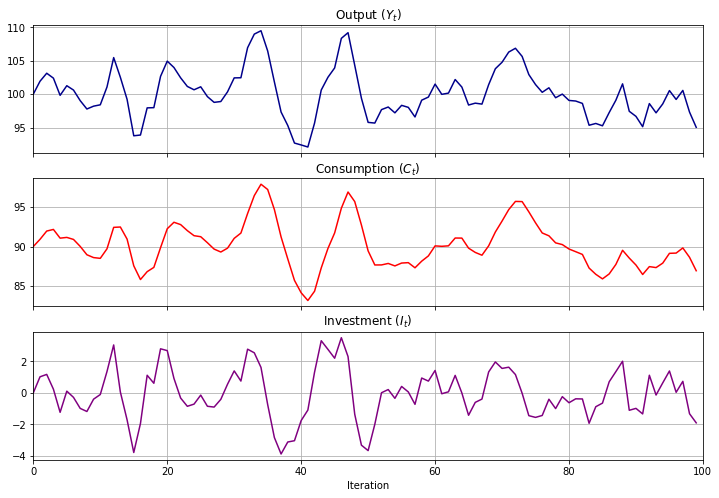 Output (Y_t)
110
105
100
95
Consumption (C_t)
95
90
85
Investment (I_t)
2
0
−2
−4
0 20 40 60 80 100
Iteration